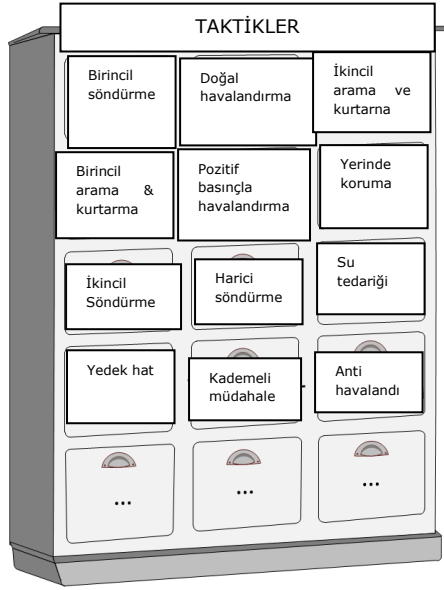 TAKTİKLER
Birincil
söndürme
Doğal
havalandırma
İkincil
arama ve
kurtarna
Birincil
arama &
kurtarma
Pozitif
basınçla
havalandırma
Yerinde
koruma
İkincil
Söndürme
Harici
söndürme
Su
tedariği
Yedek hat
Kademeli
müdahale
Anti
havalandı
...
...
...